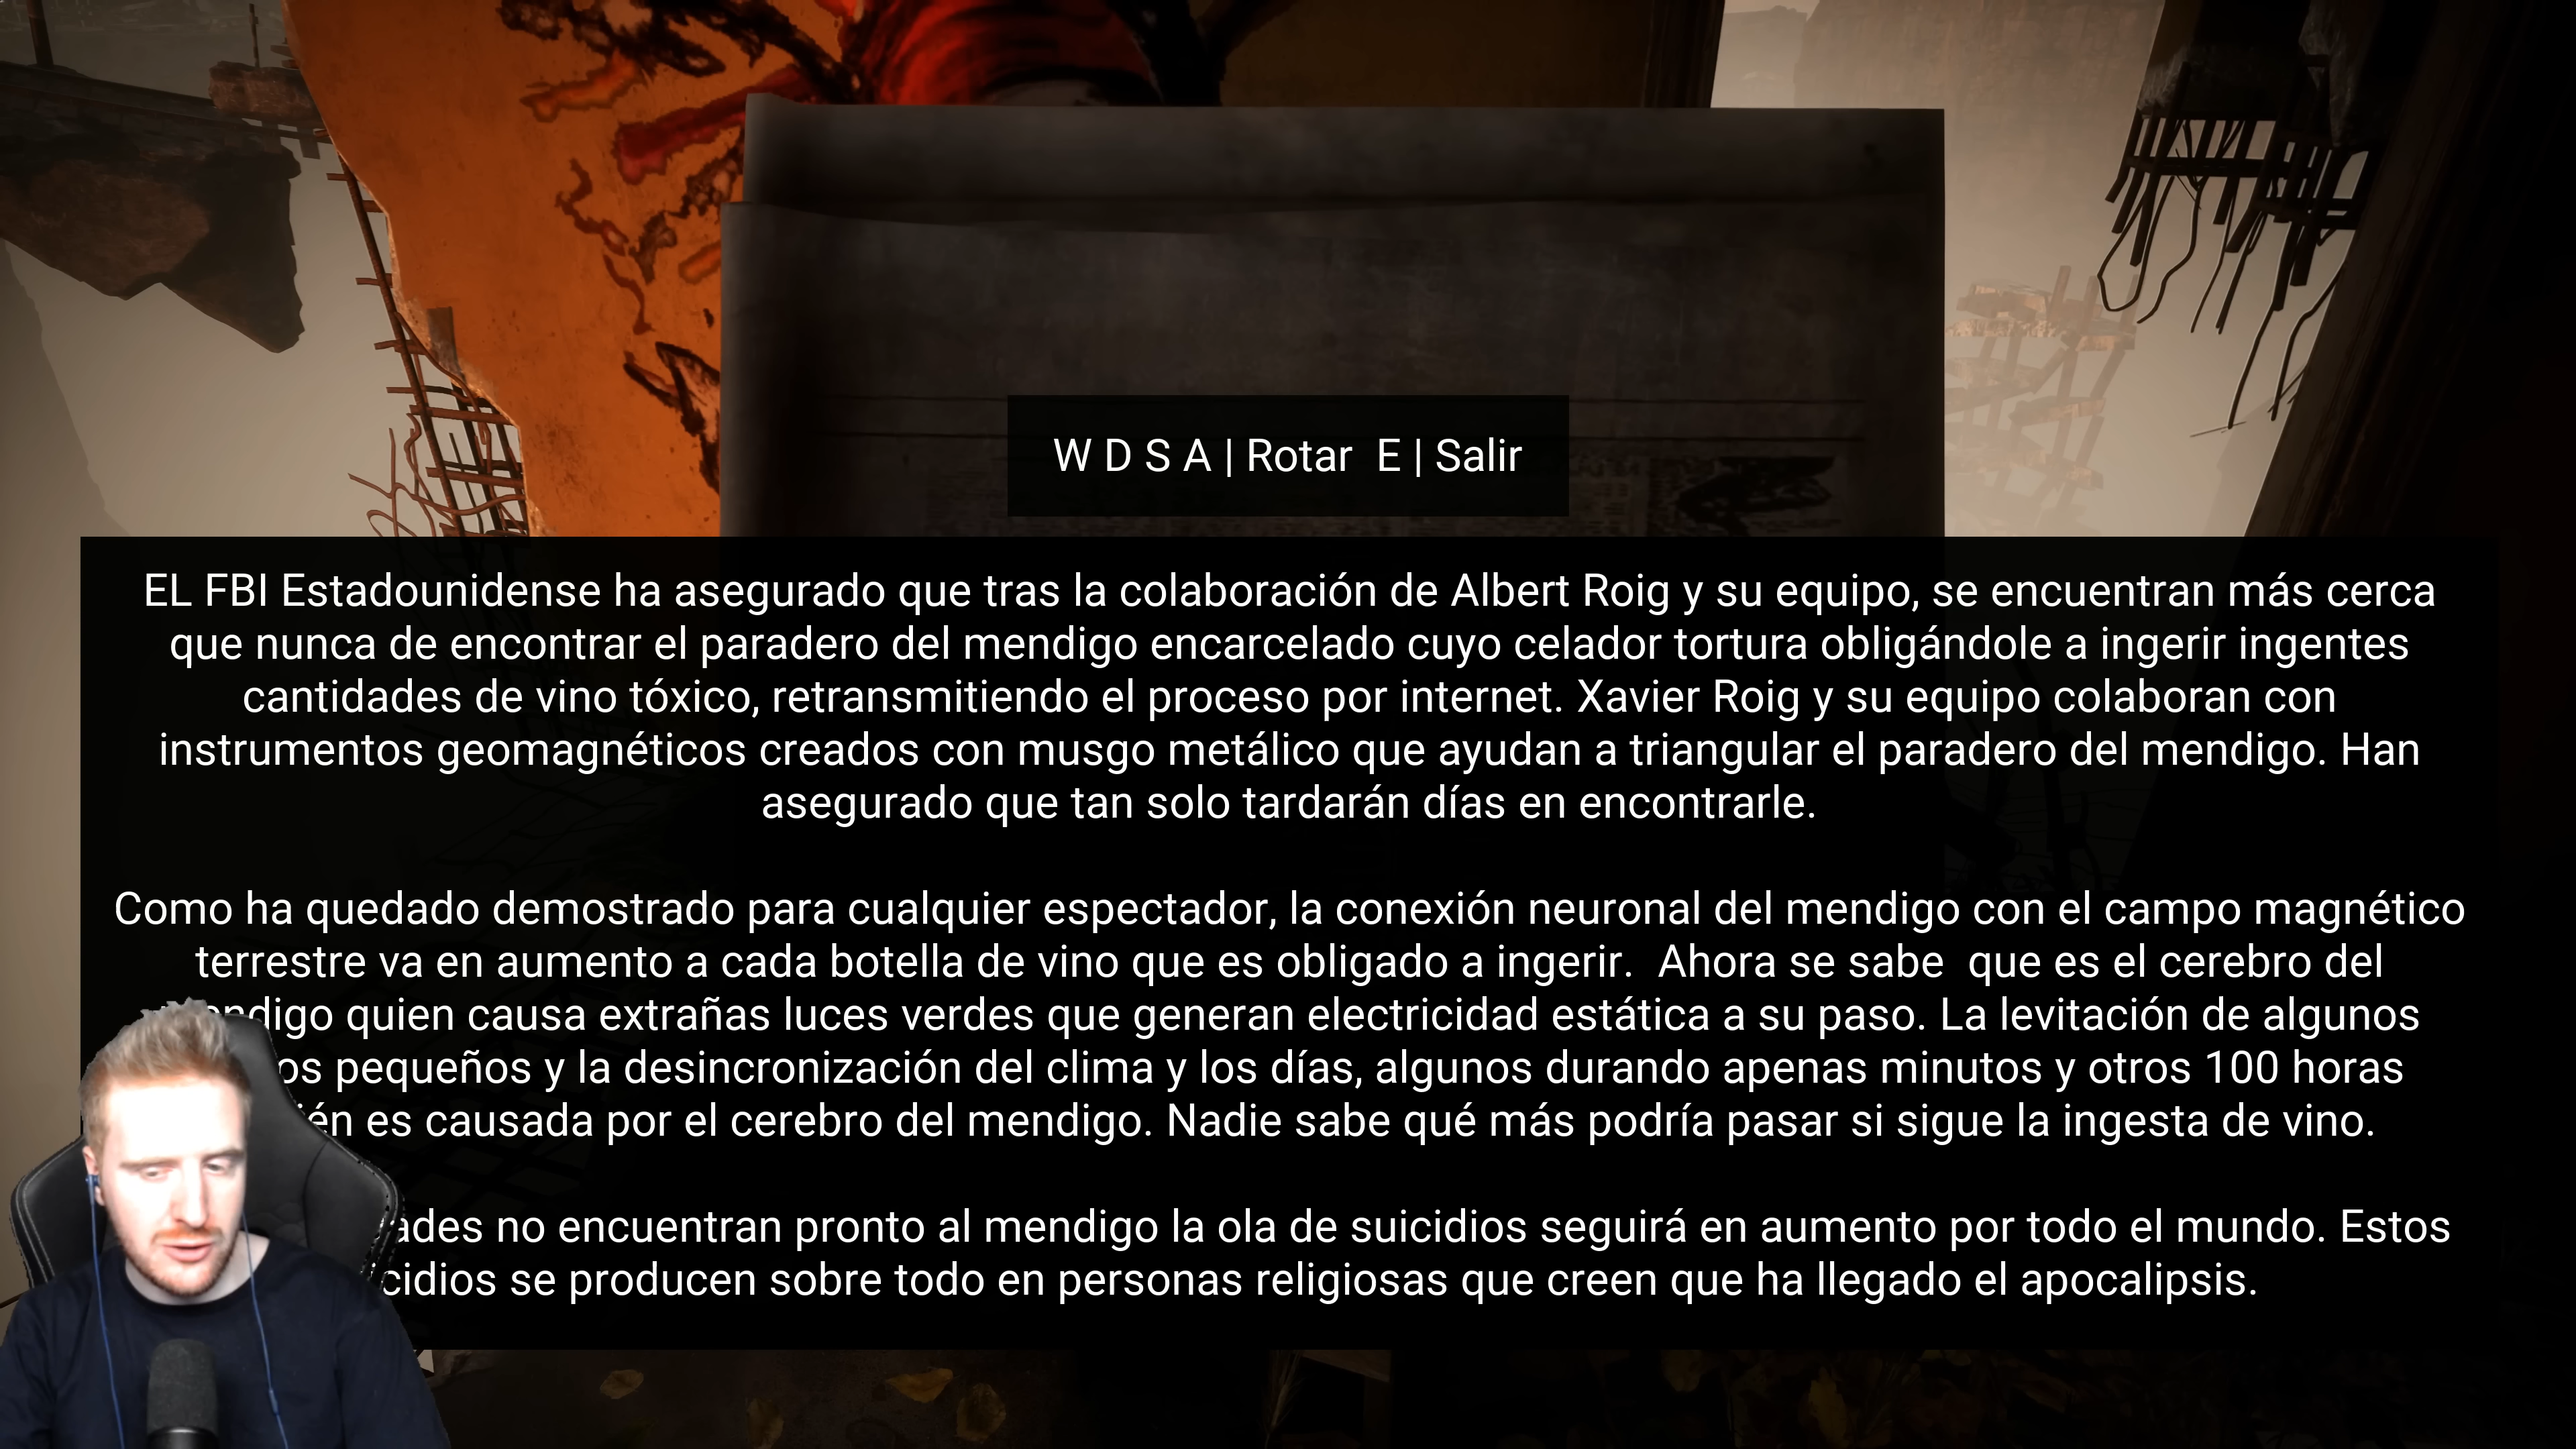 W D S A | Rotar E | Salir
EL FBI Estadounidense ha asegurado que tras la colaboración de Albert Roig y su equipo, se encuentran más cerca
que nunca de encontrar el paradero del mendigo encarcelado cuyo celador tortura obligándole a ingerir ingentes
cantidades de vino tóxico, retransmitiendo el proceso por internet. Xavier Roig y su equipo colaboran con
instrumentos geomagnéticos creados con musgo metálico que ayudan a triangular el paradero del mendigo. Han
asegurado que tan solo tardarán días en encontrarle.
Como ha quedado demostrado para cualquier espectador, la conexión neuronal del mendigo con el campo magnético
terrestre va en aumento a cada botella de vino que es obligado a ingerir. Ahora se sabe que es el cerebro del
quien causa extrañas luces verdes que generan electricidad estática a su paso. La levitación de algunos
pequeños y la desincronización del clima y los días, algunos durando apenas minutos y otros 100 horas
es causada por el cerebro del mendigo. Nadie sabe qué más podría pasar si sigue la ingesta de vino.
no encuentran pronto al mendigo la ola de suicidios seguirá en aumento por todo el mundo. Estos
se producen sobre todo en personas religiosas que creen que ha llegado el apocalipsis.